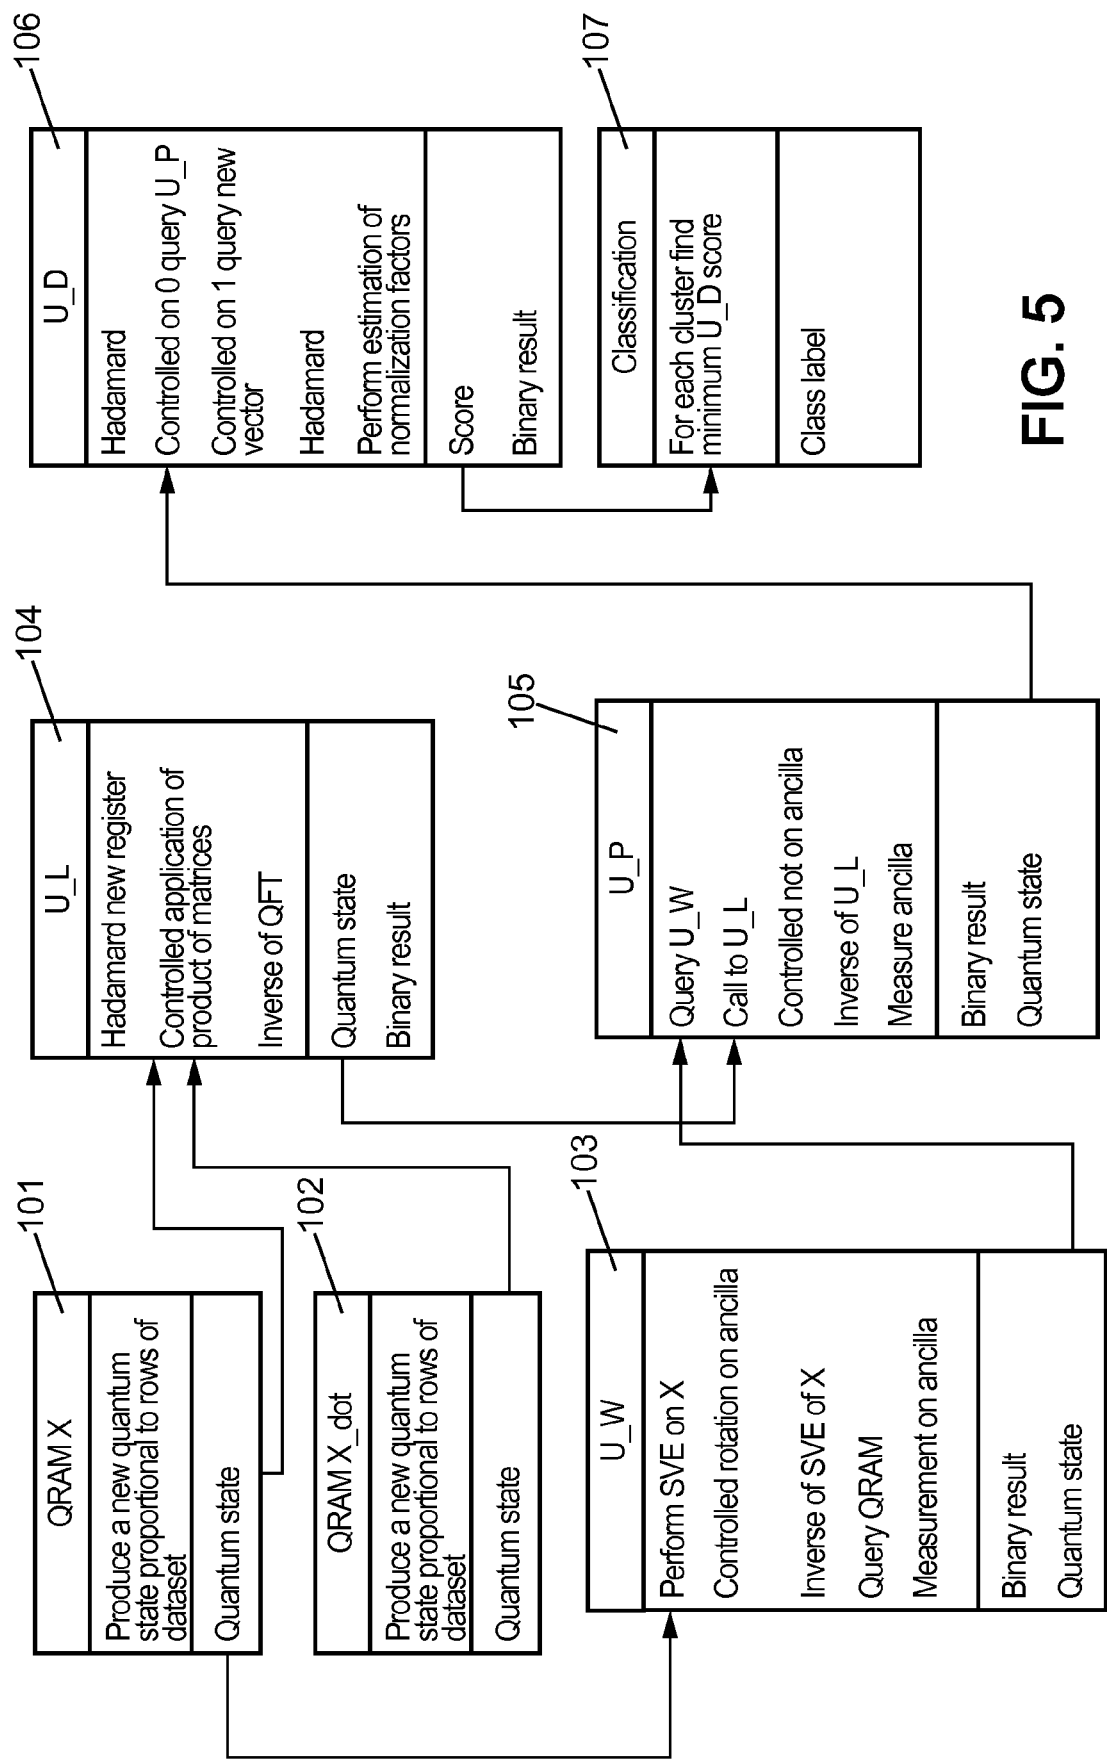 101
QRAM X
Produce a new quantum
state proportional to rows of
dataset
Quantum state
102
QRAM X_dot
Produce a new quantum
state proportional to rows of
dataset
Quantum state
103
U_W
Perform SVE on X
Controlled rotation on ancilla
Inverse of SVE of X
Query QRAM
Measurement on ancilla
Binary result
Quantum state
104
U_L
Hadamard new register
Controlled application of
product of matrices
Inverse of QFT
Quantum state
Binary result
105
U_P
Query U_W
Call to U_L
Controlled not on ancilla
Inverse of U_L
Measure ancilla
Binary result
Quantum state
106
U_D
Hadamard
Controlled on 0 query U_P
Controlled on 1 query new
vector
Hadamard
Perform estimation of
normalization factors
Score
Binary result
107
Classification
For each cluster find
minimum U_D score
Class label
FIG. 5